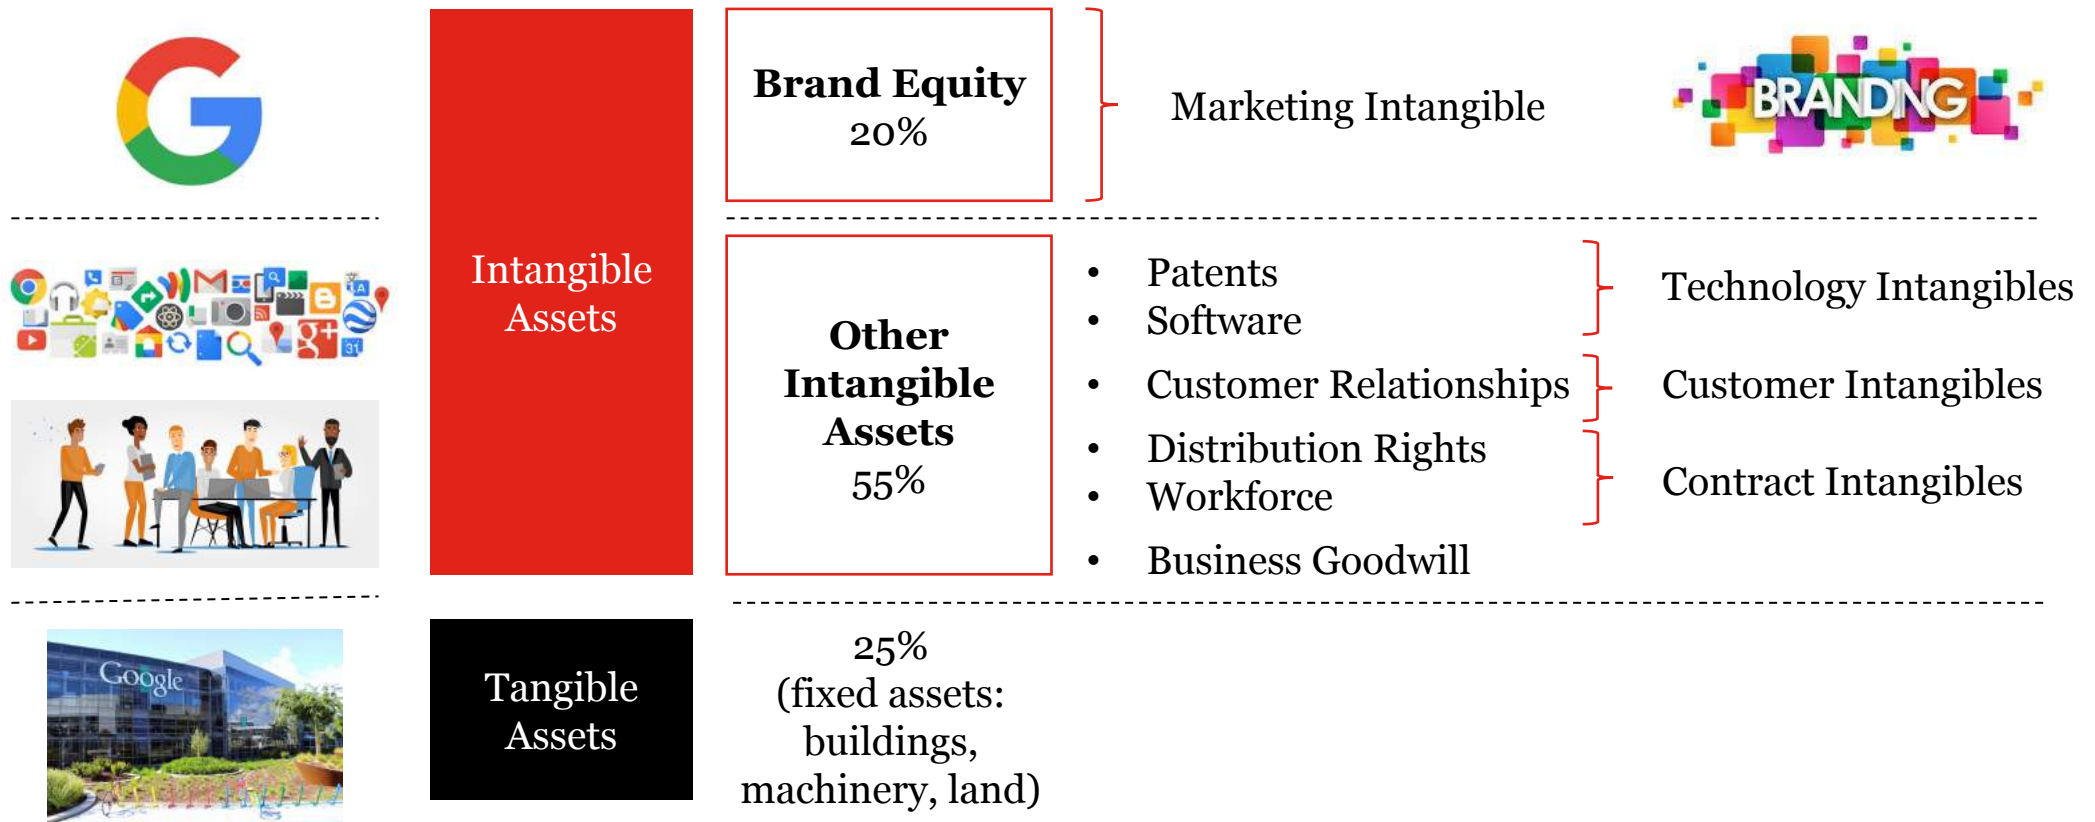 Brand Equity
20%
Marketing Intangible
BRANDING
Intangible
Assets
Other
Intangible
Assets
55%
• Patents
• Software
Technology Intangibles
• Customer Relationships
Customer Intangibles
• Distribution Rights
• Workforce
Contract Intangibles
• Business Goodwill
g+
31
Google
Tangible
Assets
25%
(fixed assets:
buildings,
machinery, land)